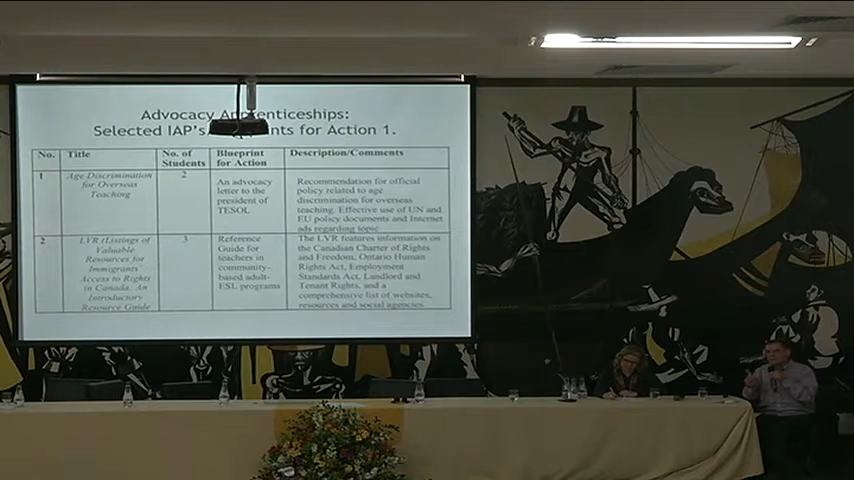 Advocacy Apprenticeships:
Selected IAP's. for Action 1.
No. Title No. of Students Blueprint for Action Description/Comments
1 Age Discrimination for Overseas Teaching
2
An advocacy letter to the president of TESOL
Recommendation for official
policy related to age
discrimination for overseas
teaching. Effective use of UN and
EU policy documents and Internet
ads regarding topic
2 LVR (Listings of Valuable Resources for Immigrants' Access to Rights in Canada. An Introductory Resource Guide
3
Reference Guide for teachers in community-based adult-ESL programs
The LVR features information on
the Canadian Charter of Rights
and Freedom, Ontario Human
Rights Act, Employment
Standards Act, Landlord and
Tenant Rights, and a
comprehensive list of websites,
resources and social agencies.